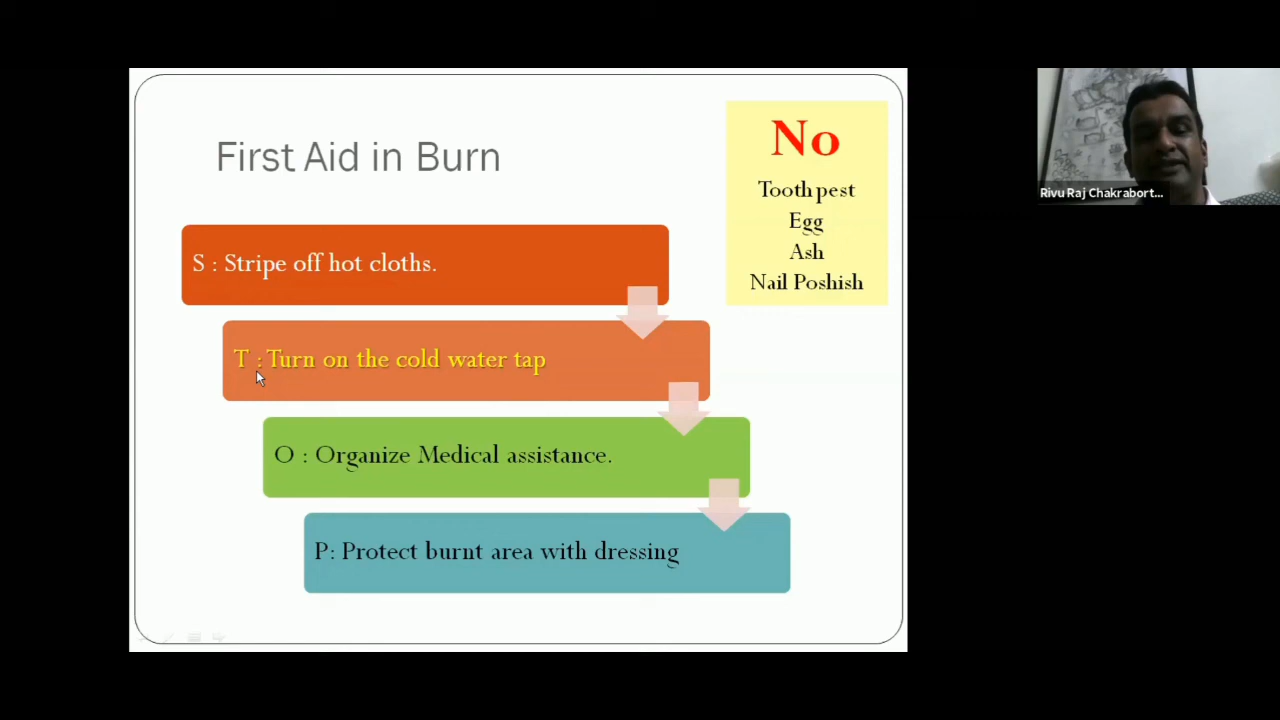 First Aid in Burn
No
Tooth pest
Egg
Ash
Nail Poshish
S : Stripe off hot cloths.
T : Turn on the cold water tap
O : Organize Medical assistance.
P: Protect burnt area with dressing
Rivu Raj Chakrabort...